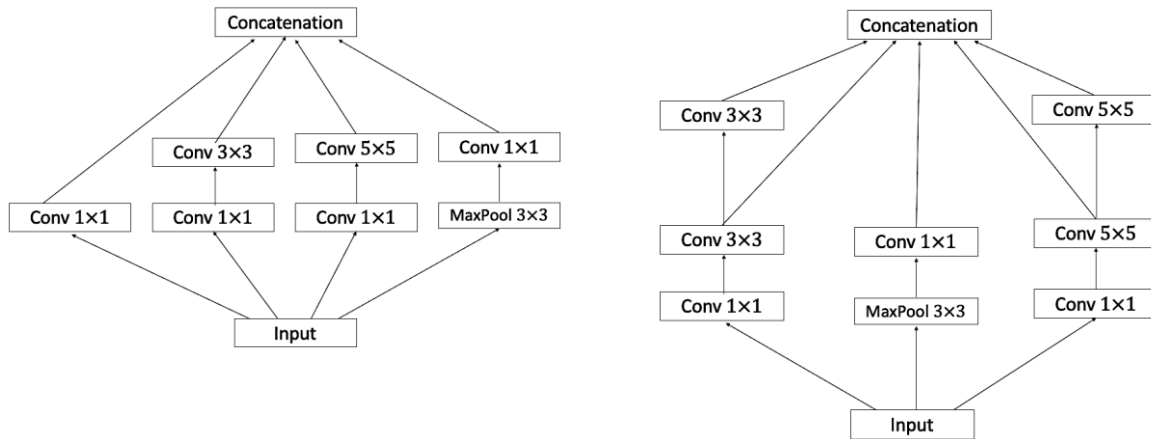 Concatenation
Conv 3×3
Conv 5×5
Conv 1×1
Conv 1×1
Conv 1×1
Conv 1×1
MaxPool 3×3
Input
Concatenation
Conv 3×3
Conv 5×5
Conv 3×3
Conv 1×1
Conv 5×5
Conv 1×1
MaxPool 3×3
Conv 1×1
Input